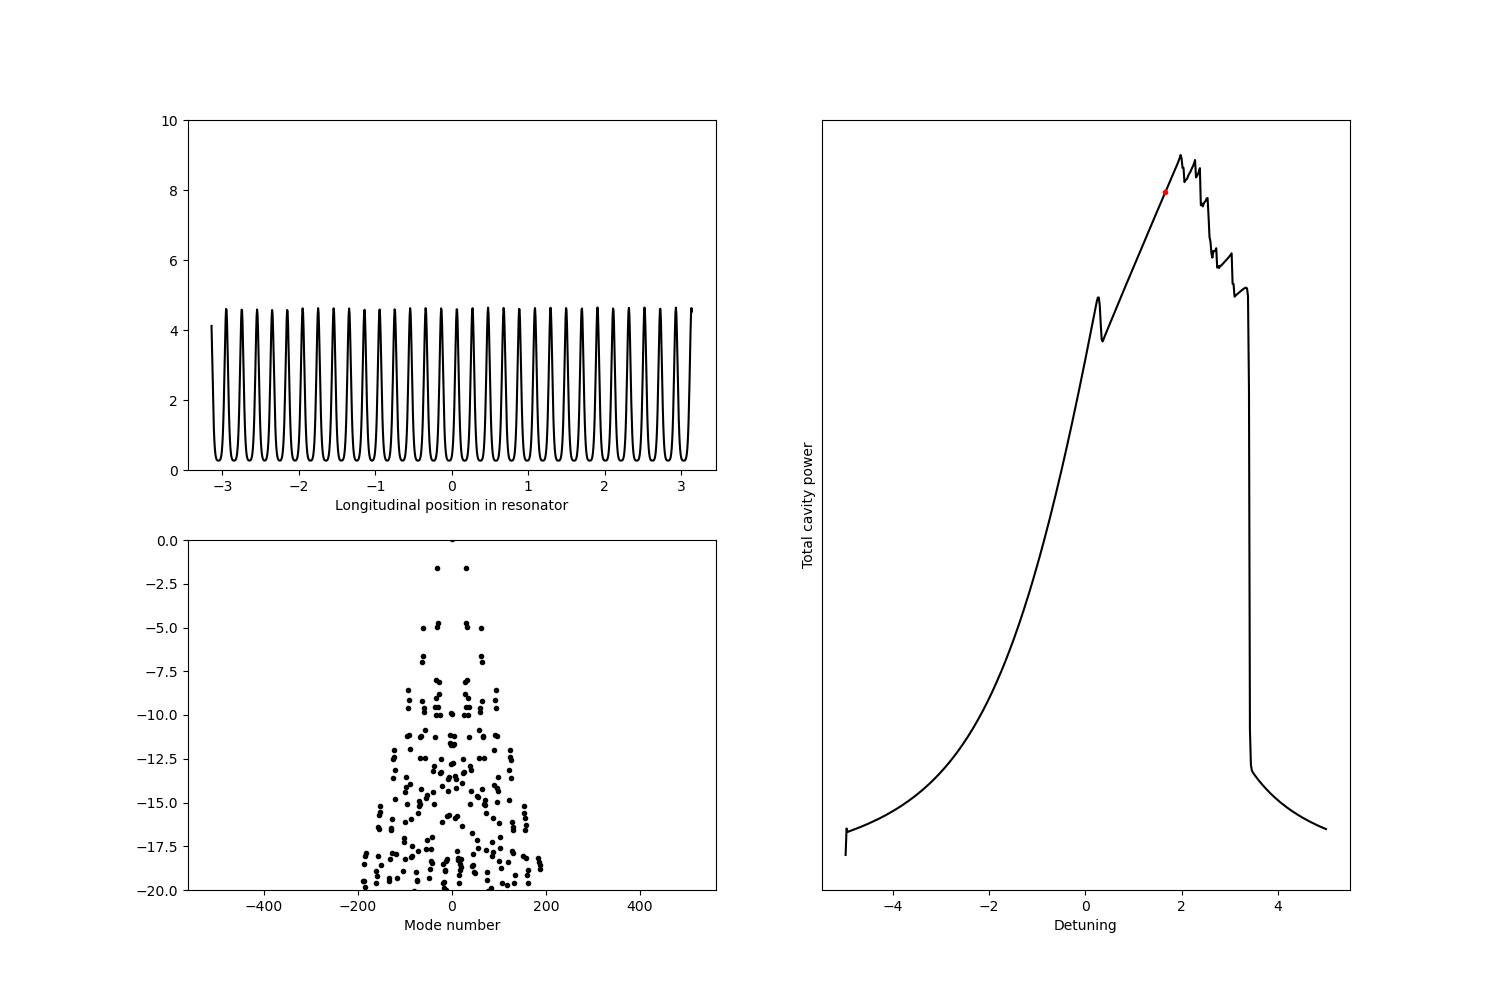 10
8
6
4
2
0
−3 −2 −1 0 1 2 3
Longitudinal position in resonator
0.0
−2.5
−5.0
−7.5
−10.0
−12.5
−15.0
−17.5
−20.0
−400 −200 0 200 400
Mode number
Total cavity power
−4 −2 0 2 4
Detuning